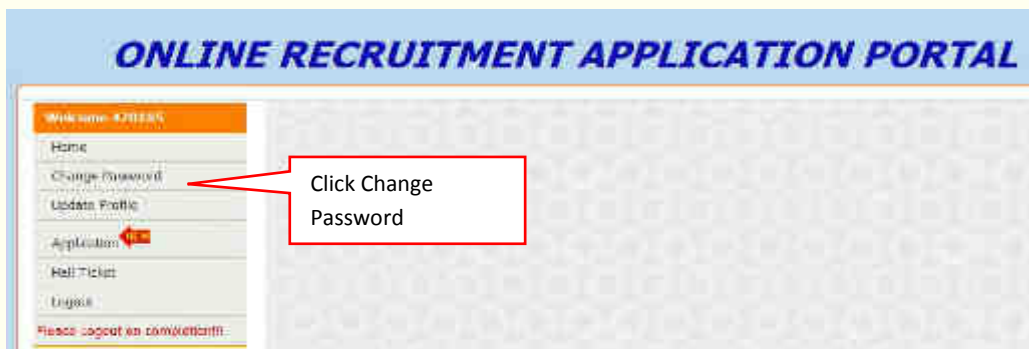 ONLINE RECRUITMENT APPLICATION PORTAL
Welcome
Home
Change Password
Click Change
Password
Update Profile
Application
Hall Ticket
Logout
Please Logout on completion!!!